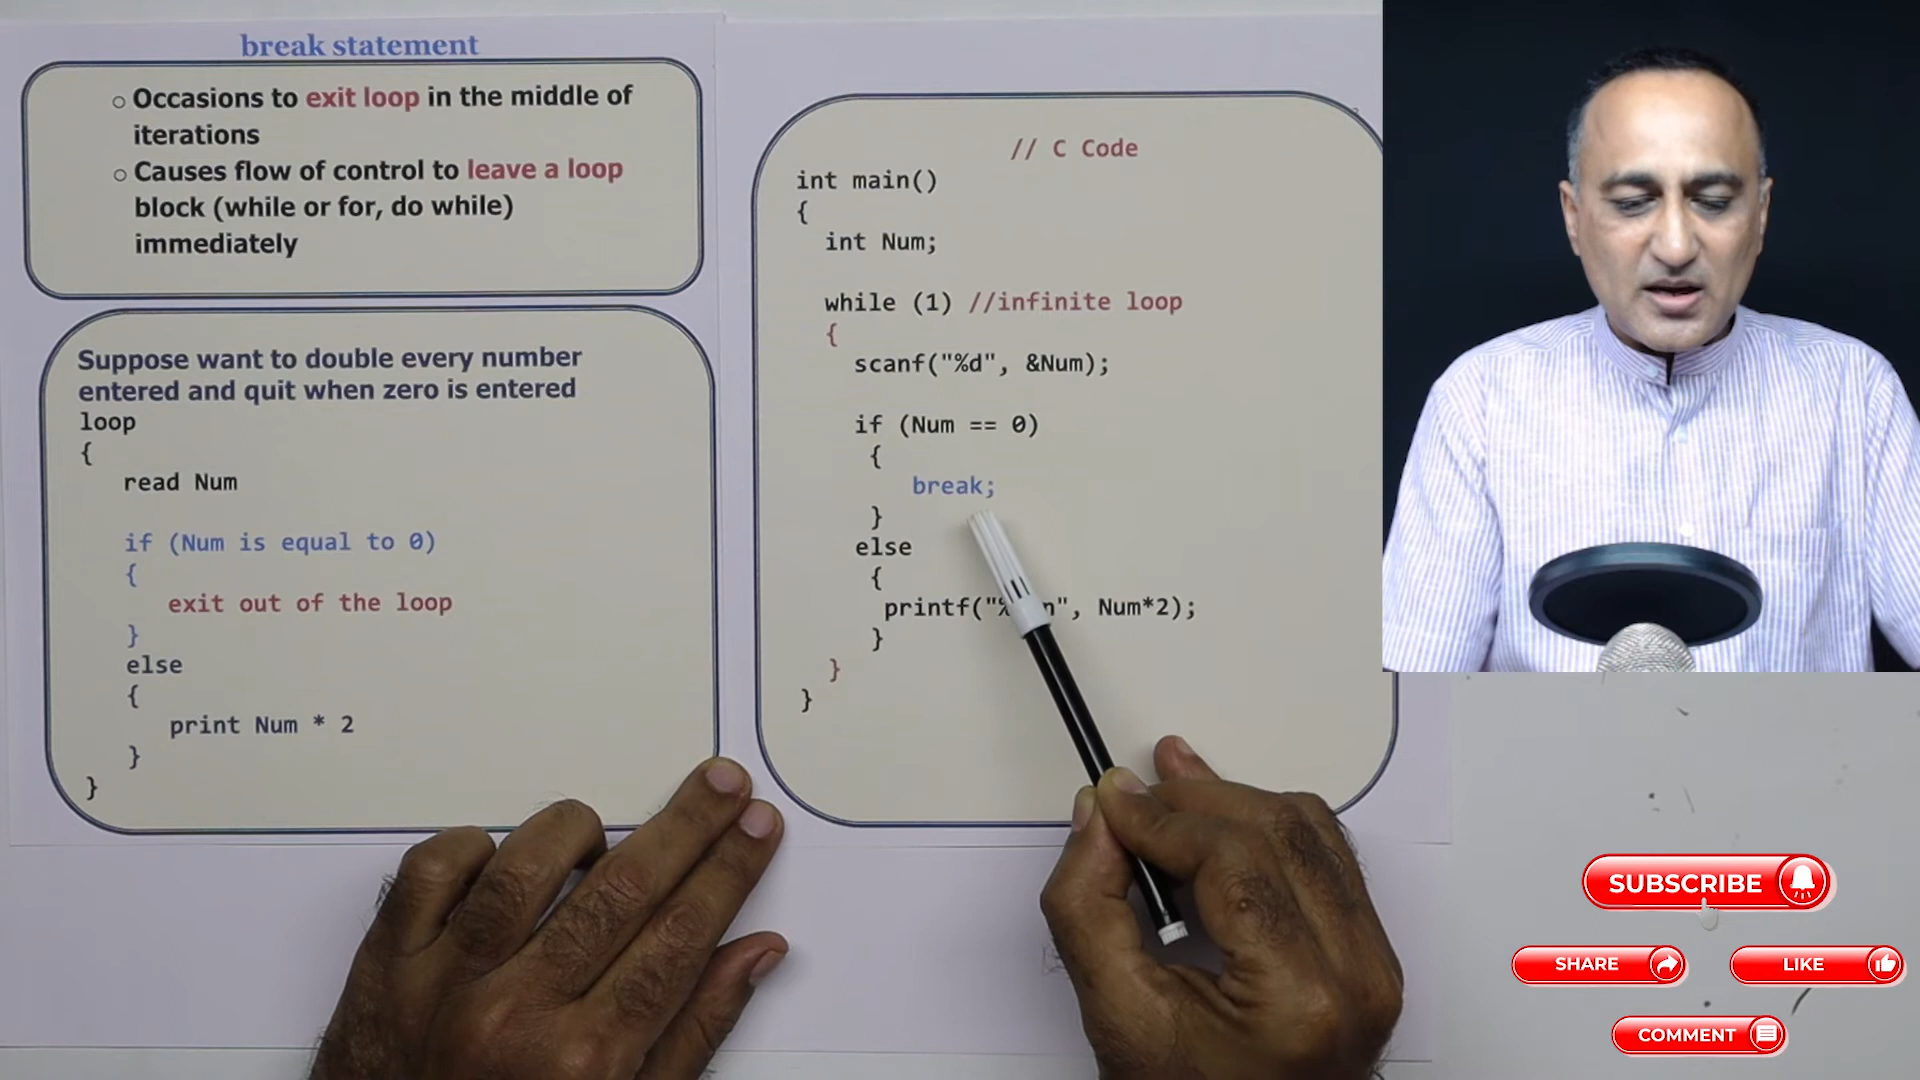 break statement
Occasions to exit loop in the middle of
iterations
Causes flow of control to leave a loop
block (while or for, do while)
immediately
Suppose want to double every number
entered and quit when zero is entered
loop
{
read Num
if (Num is equal to 0)
{
exit out of the loop
}
else
{
print Num * 2
}
}
// C Code
int main()
{
int Num;
while (1) //infinite loop
{
scanf("%d", &Num);
if (Num == 0)
{
break;
}
else
{
printf(" n", Num*2);
}
}
}
SUBSCRIBE
SHARE
LIKE
COMMENT